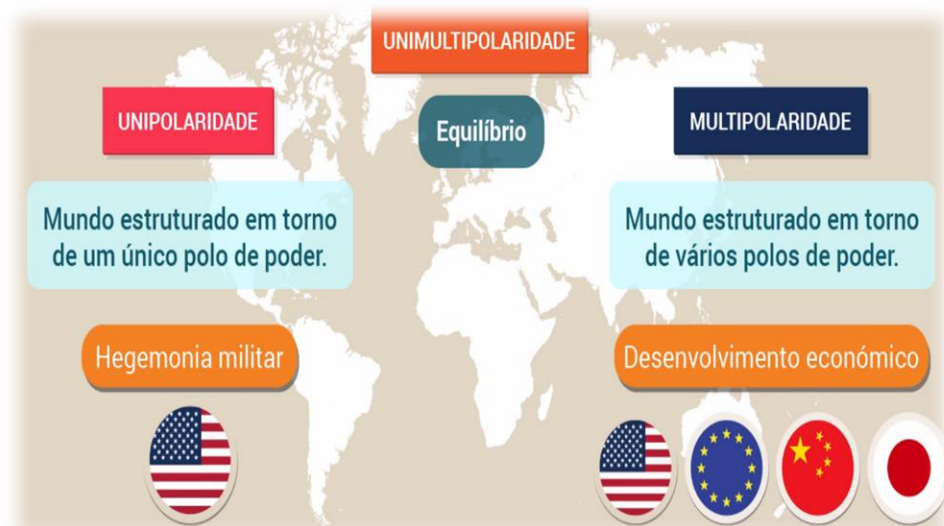 UNIMULTIPOLARIDADE
UNIPOLARIDADE
Equilíbrio
MULTIPOLARIDADE
Mundo estruturado em torno
de um único polo de poder.
Mundo estruturado em torno
de vários polos de poder.
Hegemonia militar
Desenvolvimento económico